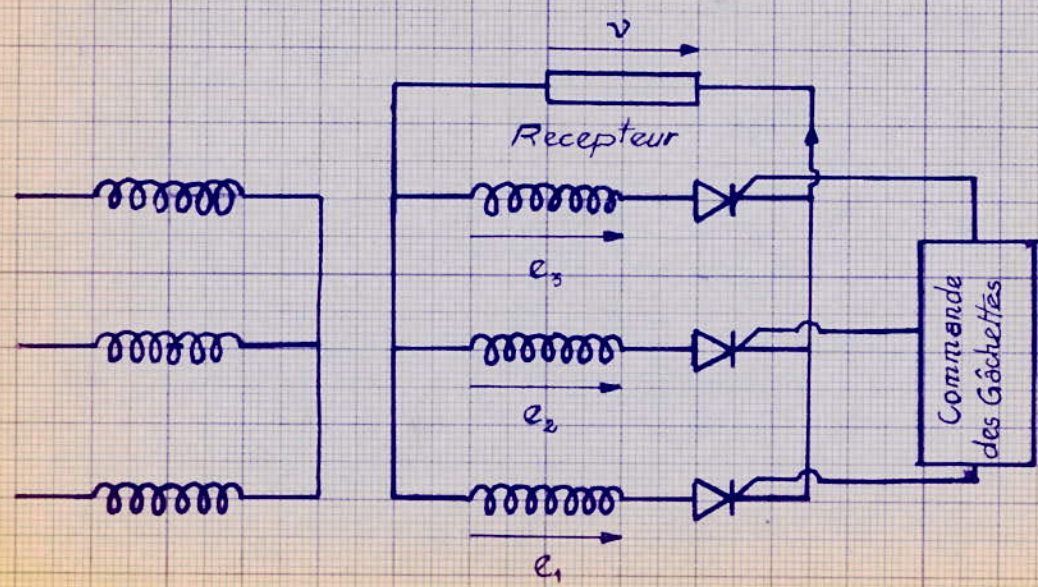 v
Recepteur
e₃
e₂
e₁
Commande
des Gâchettes